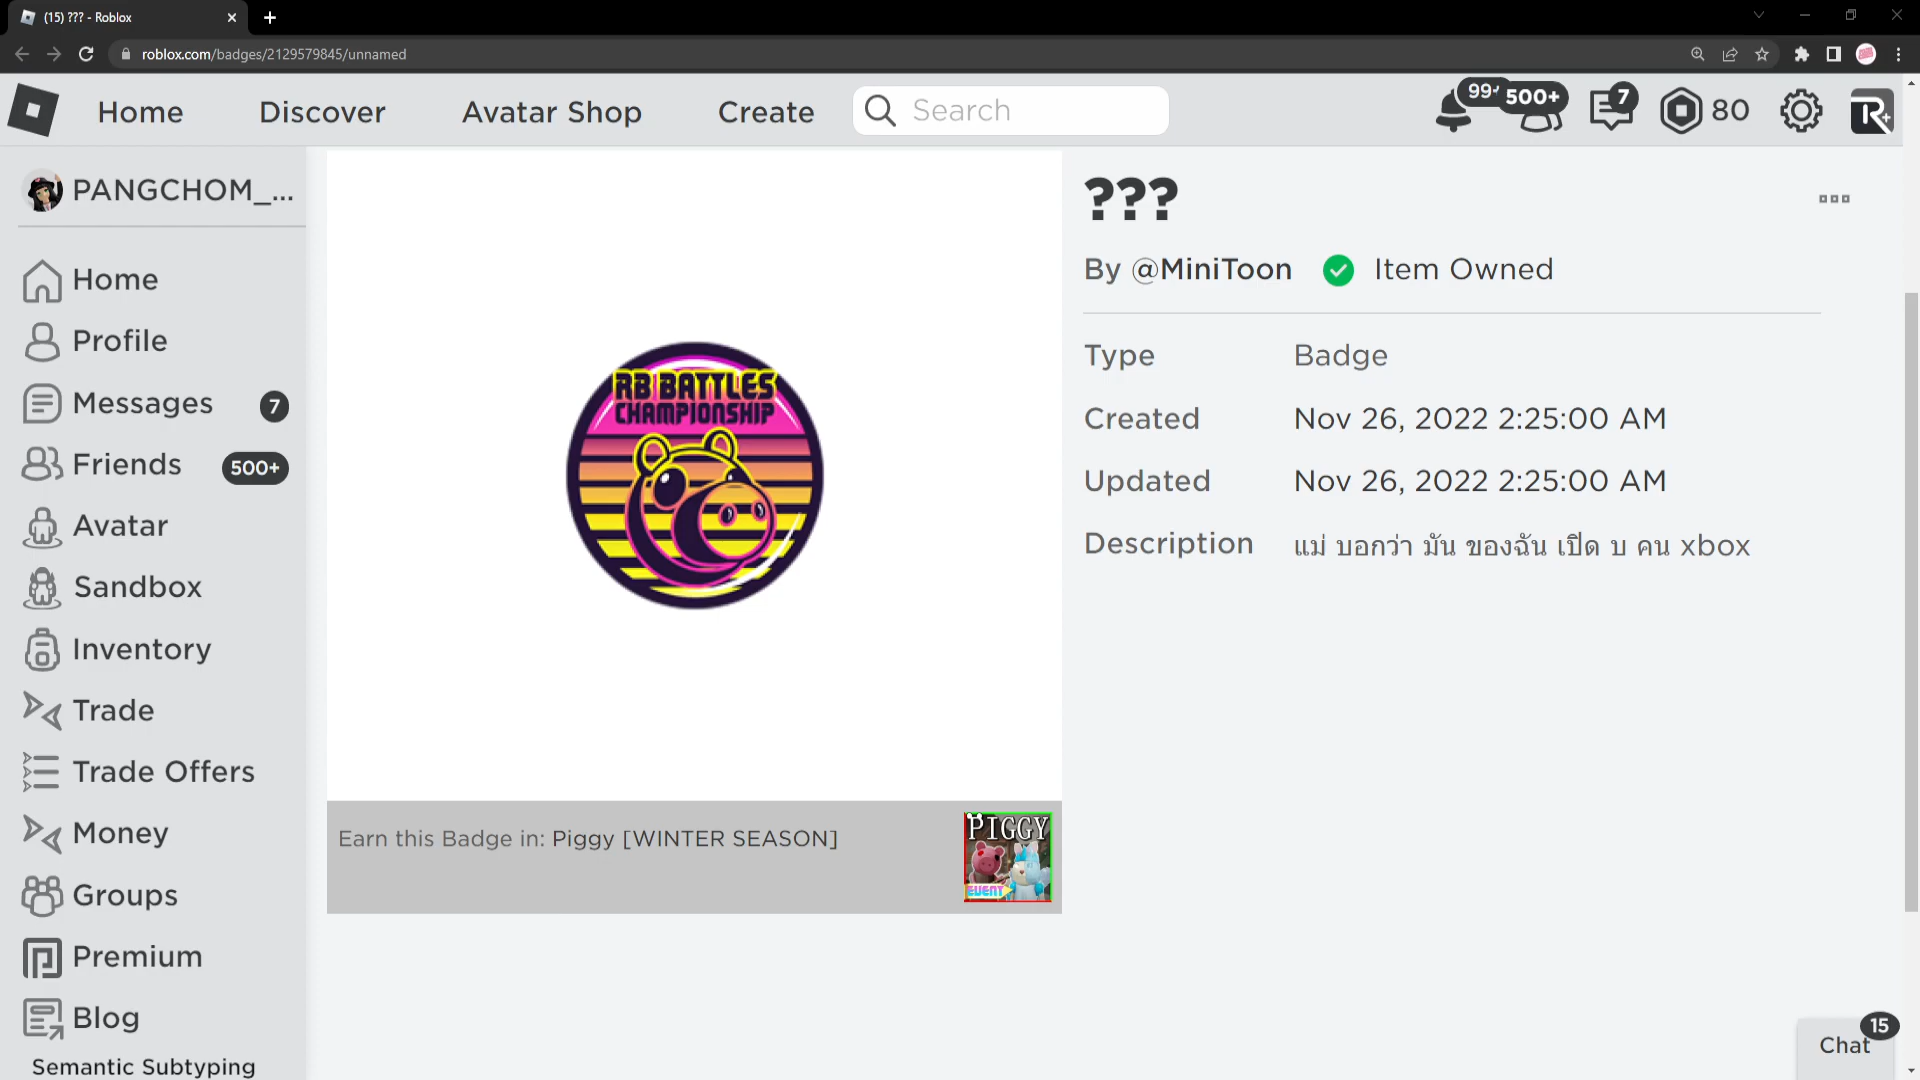 (15) ??? - Roblox
roblox.com/badges/2129579845/unnamed
Home
Discover
Avatar Shop
Create
Search
99+
500+
7
80
PANGCHOM_...
Home
Profile
Messages
7
Friends
500+
Avatar
Sandbox
Inventory
Trade
Trade Offers
Money
Groups
Premium
Blog
Semantic Subtyping
RB BATTLES
CHAMPIONSHIP
Earn this Badge in: Piggy [WINTER SEASON]
PIGGY
EVENT
???
By @MiniToon
Item Owned
Type Badge
Created Nov 26, 2022 2:25:00 AM
Updated Nov 26, 2022 2:25:00 AM
Description แม่ บอกว่า มัน ของฉัน เปิด บ คน xbox
Chat
15